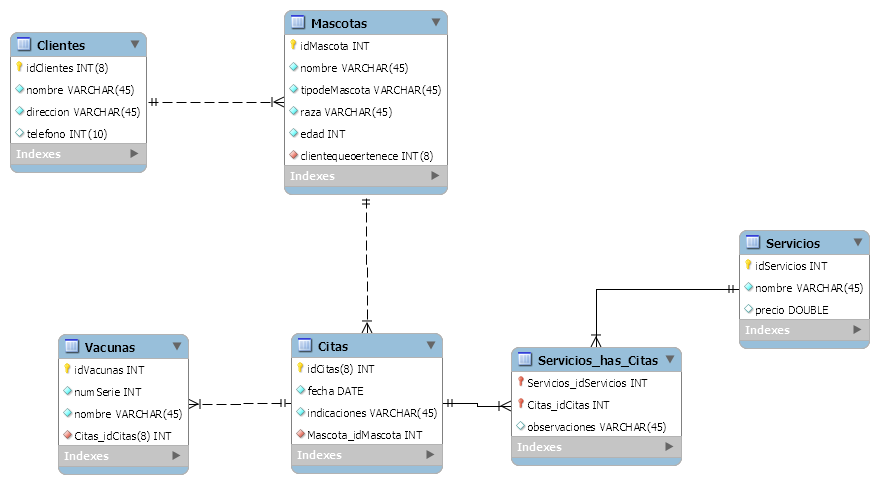 Clientes
idClientes INT(8)
nombre VARCHAR(45)
direccion VARCHAR(45)
telefono INT(10)
Indexes
Mascotas
idMascota INT
nombre VARCHAR(45)
tipodeMascota VARCHAR(45)
raza VARCHAR(45)
edad INT
clientequeoertenece INT(8)
Indexes
Servicios
idServicios INT
nombre VARCHAR(45)
precio DOUBLE
Indexes
Vacunas
idVacunas INT
numSerie INT
nombre VARCHAR(45)
Citas_idCitas(8) INT
Indexes
Citas
idCitas(8) INT
fecha DATE
indicaciones VARCHAR(45)
Mascota_idMascota INT
Indexes
Servicios_has_Citas
Servicios_idServicios INT
Citas_idCitas INT
observaciones VARCHAR(45)
Indexes